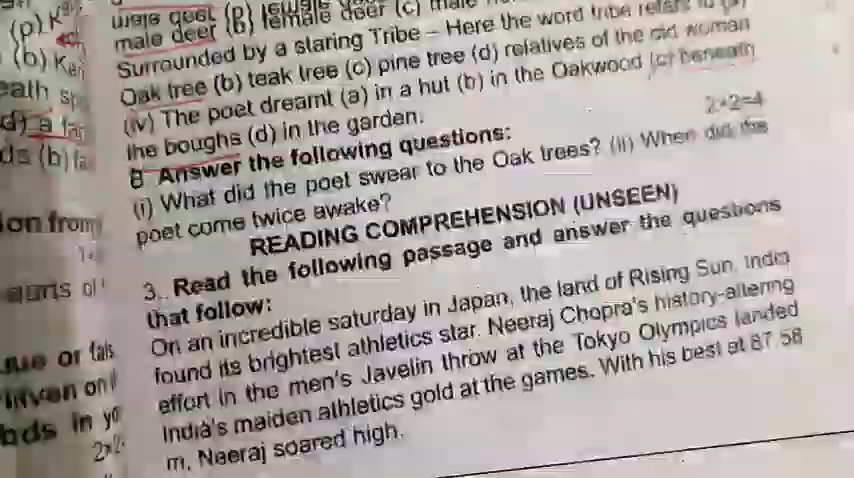 male deer (B) female deer (c) male
Surrounded by a staring Tribe – Here the word tribe refers to (a)
Oak tree (b) teak tree (c) pine tree (d) relatives of the old woman
(iv) The poet dreamt (a) in a hut (b) in the Oakwood (c) beneath
the boughs (d) in the garden.
B Answer the following questions: 2×2=4
(i) What did the poet swear to the Oak trees? (ii) When did the
poet come twice awake?
READING COMPREHENSION (UNSEEN)
3. Read the following passage and answer the questions
that follow:
On an incredible saturday in Japan, the land of Rising Sun, India
found its brightest athletics star. Neeraj Chopra's history-altering
effort in the men's Javelin throw at the Tokyo Olympics landed
India's maiden athletics gold at the games. With his best at 87.58
m, Neeraj soared high.
(p)
(b)
eath
d) a
ds (b)
ion from
or
in